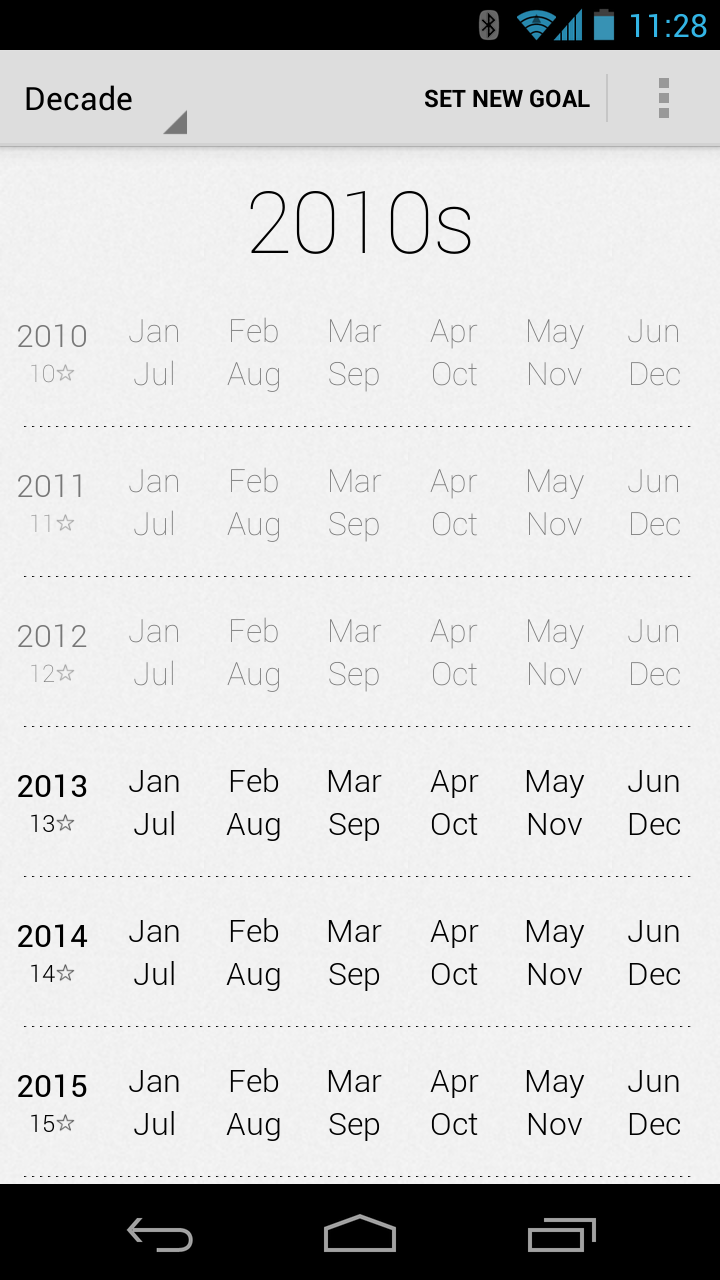 11:28
Decade SET NEW GOAL
2010s
2010 Jan Feb Mar Apr May Jun
10☆ Jul Aug Sep Oct Nov Dec
2011 Jan Feb Mar Apr May Jun
11☆ Jul Aug Sep Oct Nov Dec
2012 Jan Feb Mar Apr May Jun
12☆ Jul Aug Sep Oct Nov Dec
2013 Jan Feb Mar Apr May Jun
13☆ Jul Aug Sep Oct Nov Dec
2014 Jan Feb Mar Apr May Jun
14☆ Jul Aug Sep Oct Nov Dec
2015 Jan Feb Mar Apr May Jun
15☆ Jul Aug Sep Oct Nov Dec